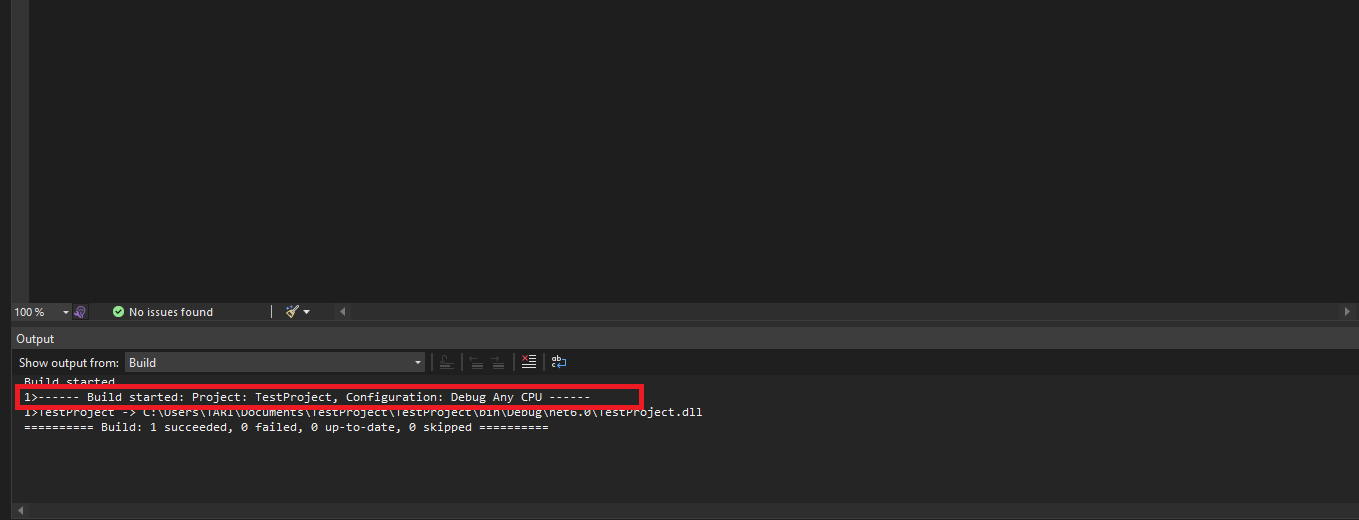 100 %
No issues found
Output
Show output from: Build
Build started
1>------ Build started: Project: TestProject, Configuration: Debug Any CPU ------
1>TestProject -> C:\Users\TARI\Documents\TestProject\TestProject\bin\Debug\net6.0\TestProject.dll
========== Build: 1 succeeded, 0 failed, 0 up-to-date, 0 skipped ==========